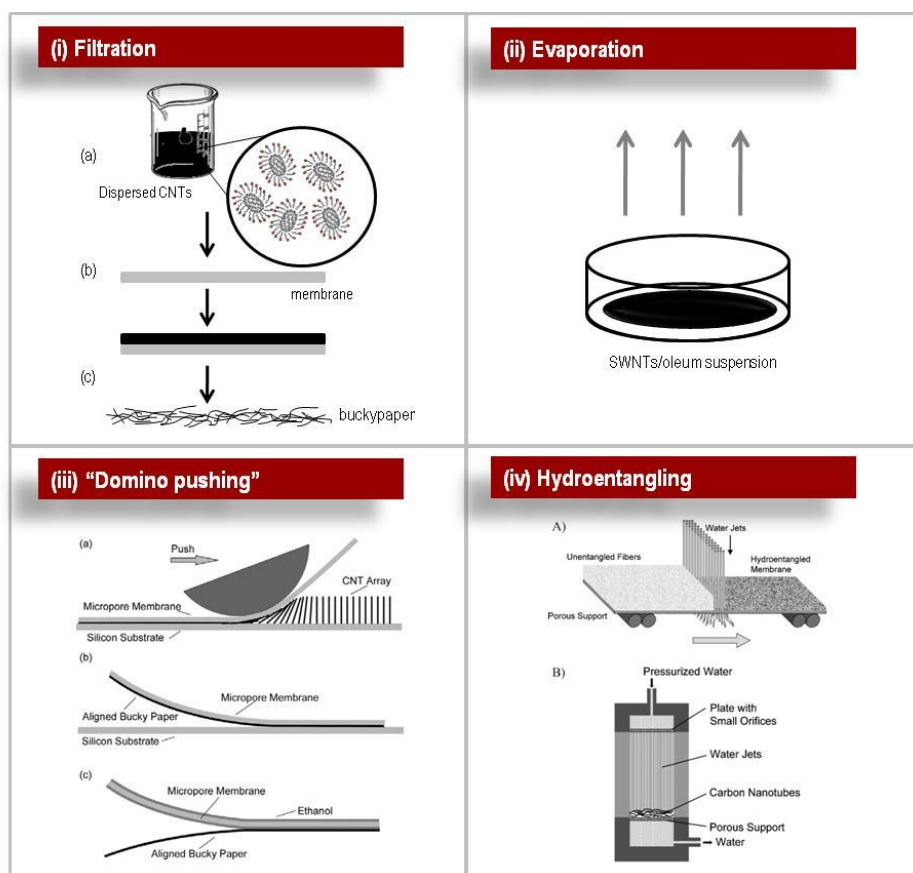 (i) Filtration
(a)
Dispersed CNTs
(b)
membrane
(c)
buckypaper
(ii) Evaporation
SWNTs/oleum suspension
(iii) “Domino pushing”
(a)
Push
CNT Array
Micropore Membrane
Silicon Substrate
(b)
Micropore Membrane
Aligned Bucky Paper
Silicon Substrate
(c)
Micropore Membrane
Ethanol
Aligned Bucky Paper
(iv) Hydroentangling
A)
Water Jets
Unentangled Fibers
Hydroentangled
Membrane
Porous Support
B)
Pressurized Water
Plate with
Small Orifices
Water Jets
Carbon Nanotubes
Porous Support
Water